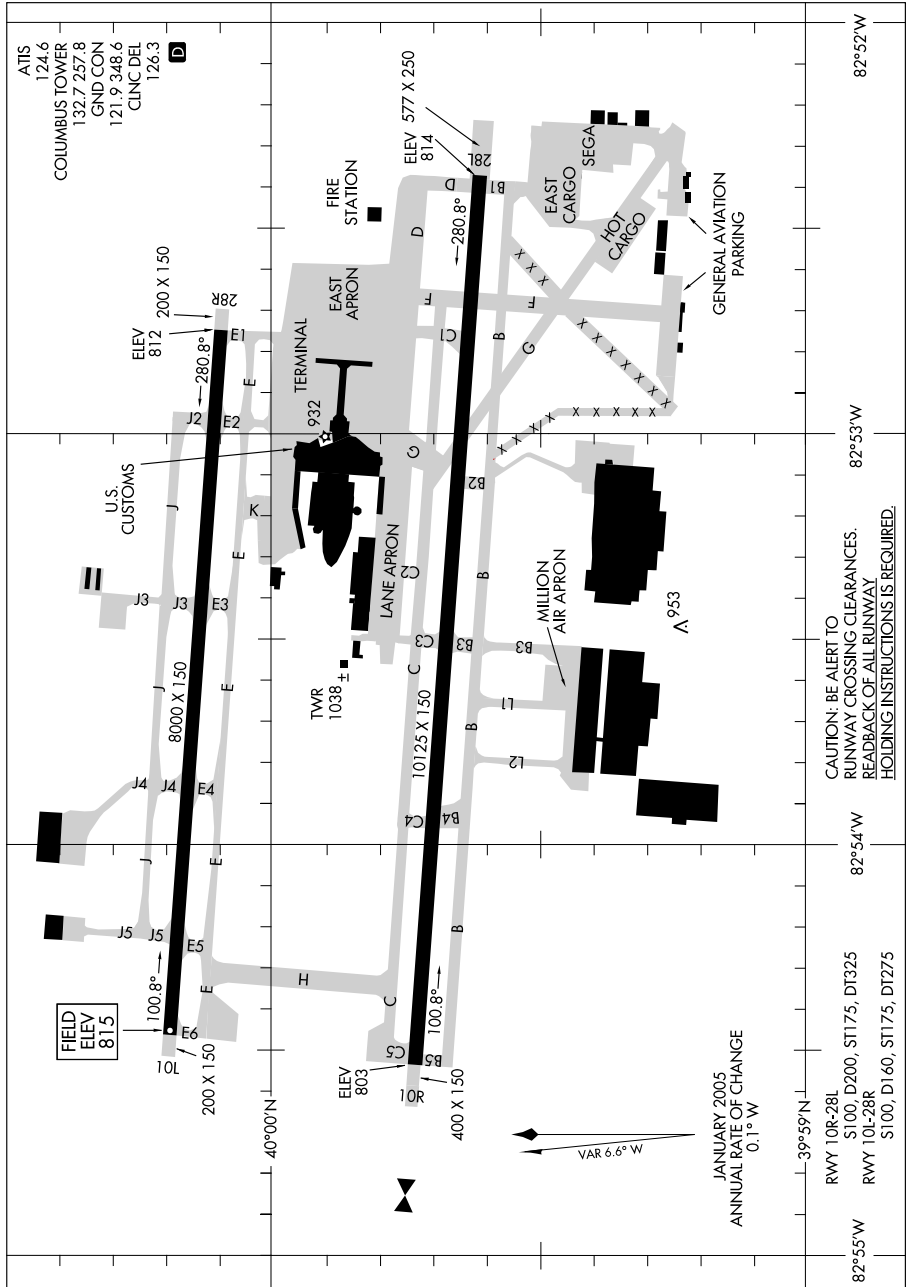 ATIS
124.6
COLUMBUS TOWER
132.7 257.8
GND CON
121.9 348.6
CLNC DEL
126.3
D
FIELD
ELEV
815
10L
200 X 150
E6
100.8°
J5
J5
E5
E
J
E
J4
J4
E4
8000 X 150
J
E
J3
J3
E3
E
J
K
U.S.
CUSTOMS
J2
E2
E
280.8°
ELEV
812
E1
28R
200 X 150
40°00'N
H
TWR
1038 ±
LANE APRON
TERMINAL
932
EAST
APRON
FIRE
STATION
ELEV
803
10R
400 X 150
C5
B5
C
100.8°
B
C4
B4
10125 X 150
C
B
C3
B3
B3
L2
L1
C2
B
G
B2
C1
B
F
F
G
D
D
280.8°
ELEV
814
28L
577 X 250
B1
EAST
CARGO
SEGA
HOT
CARGO
GENERAL AVIATION
PARKING
MILLION
AIR APRON
953
X X X X X X X X X
X X X
X X X X X X X X
JANUARY 2005
ANNUAL RATE OF CHANGE
0.1° W
VAR 6.6° W
39°59'N
RWY 10R-28L
S100, D200, ST175, DT325
RWY 10L-28R
S100, D160, ST175, DT275
CAUTION: BE ALERT TO
RUNWAY CROSSING CLEARANCES.
READBACK OF ALL RUNWAY
HOLDING INSTRUCTIONS IS REQUIRED.
82°55'W
82°54'W
82°53'W
82°52'W